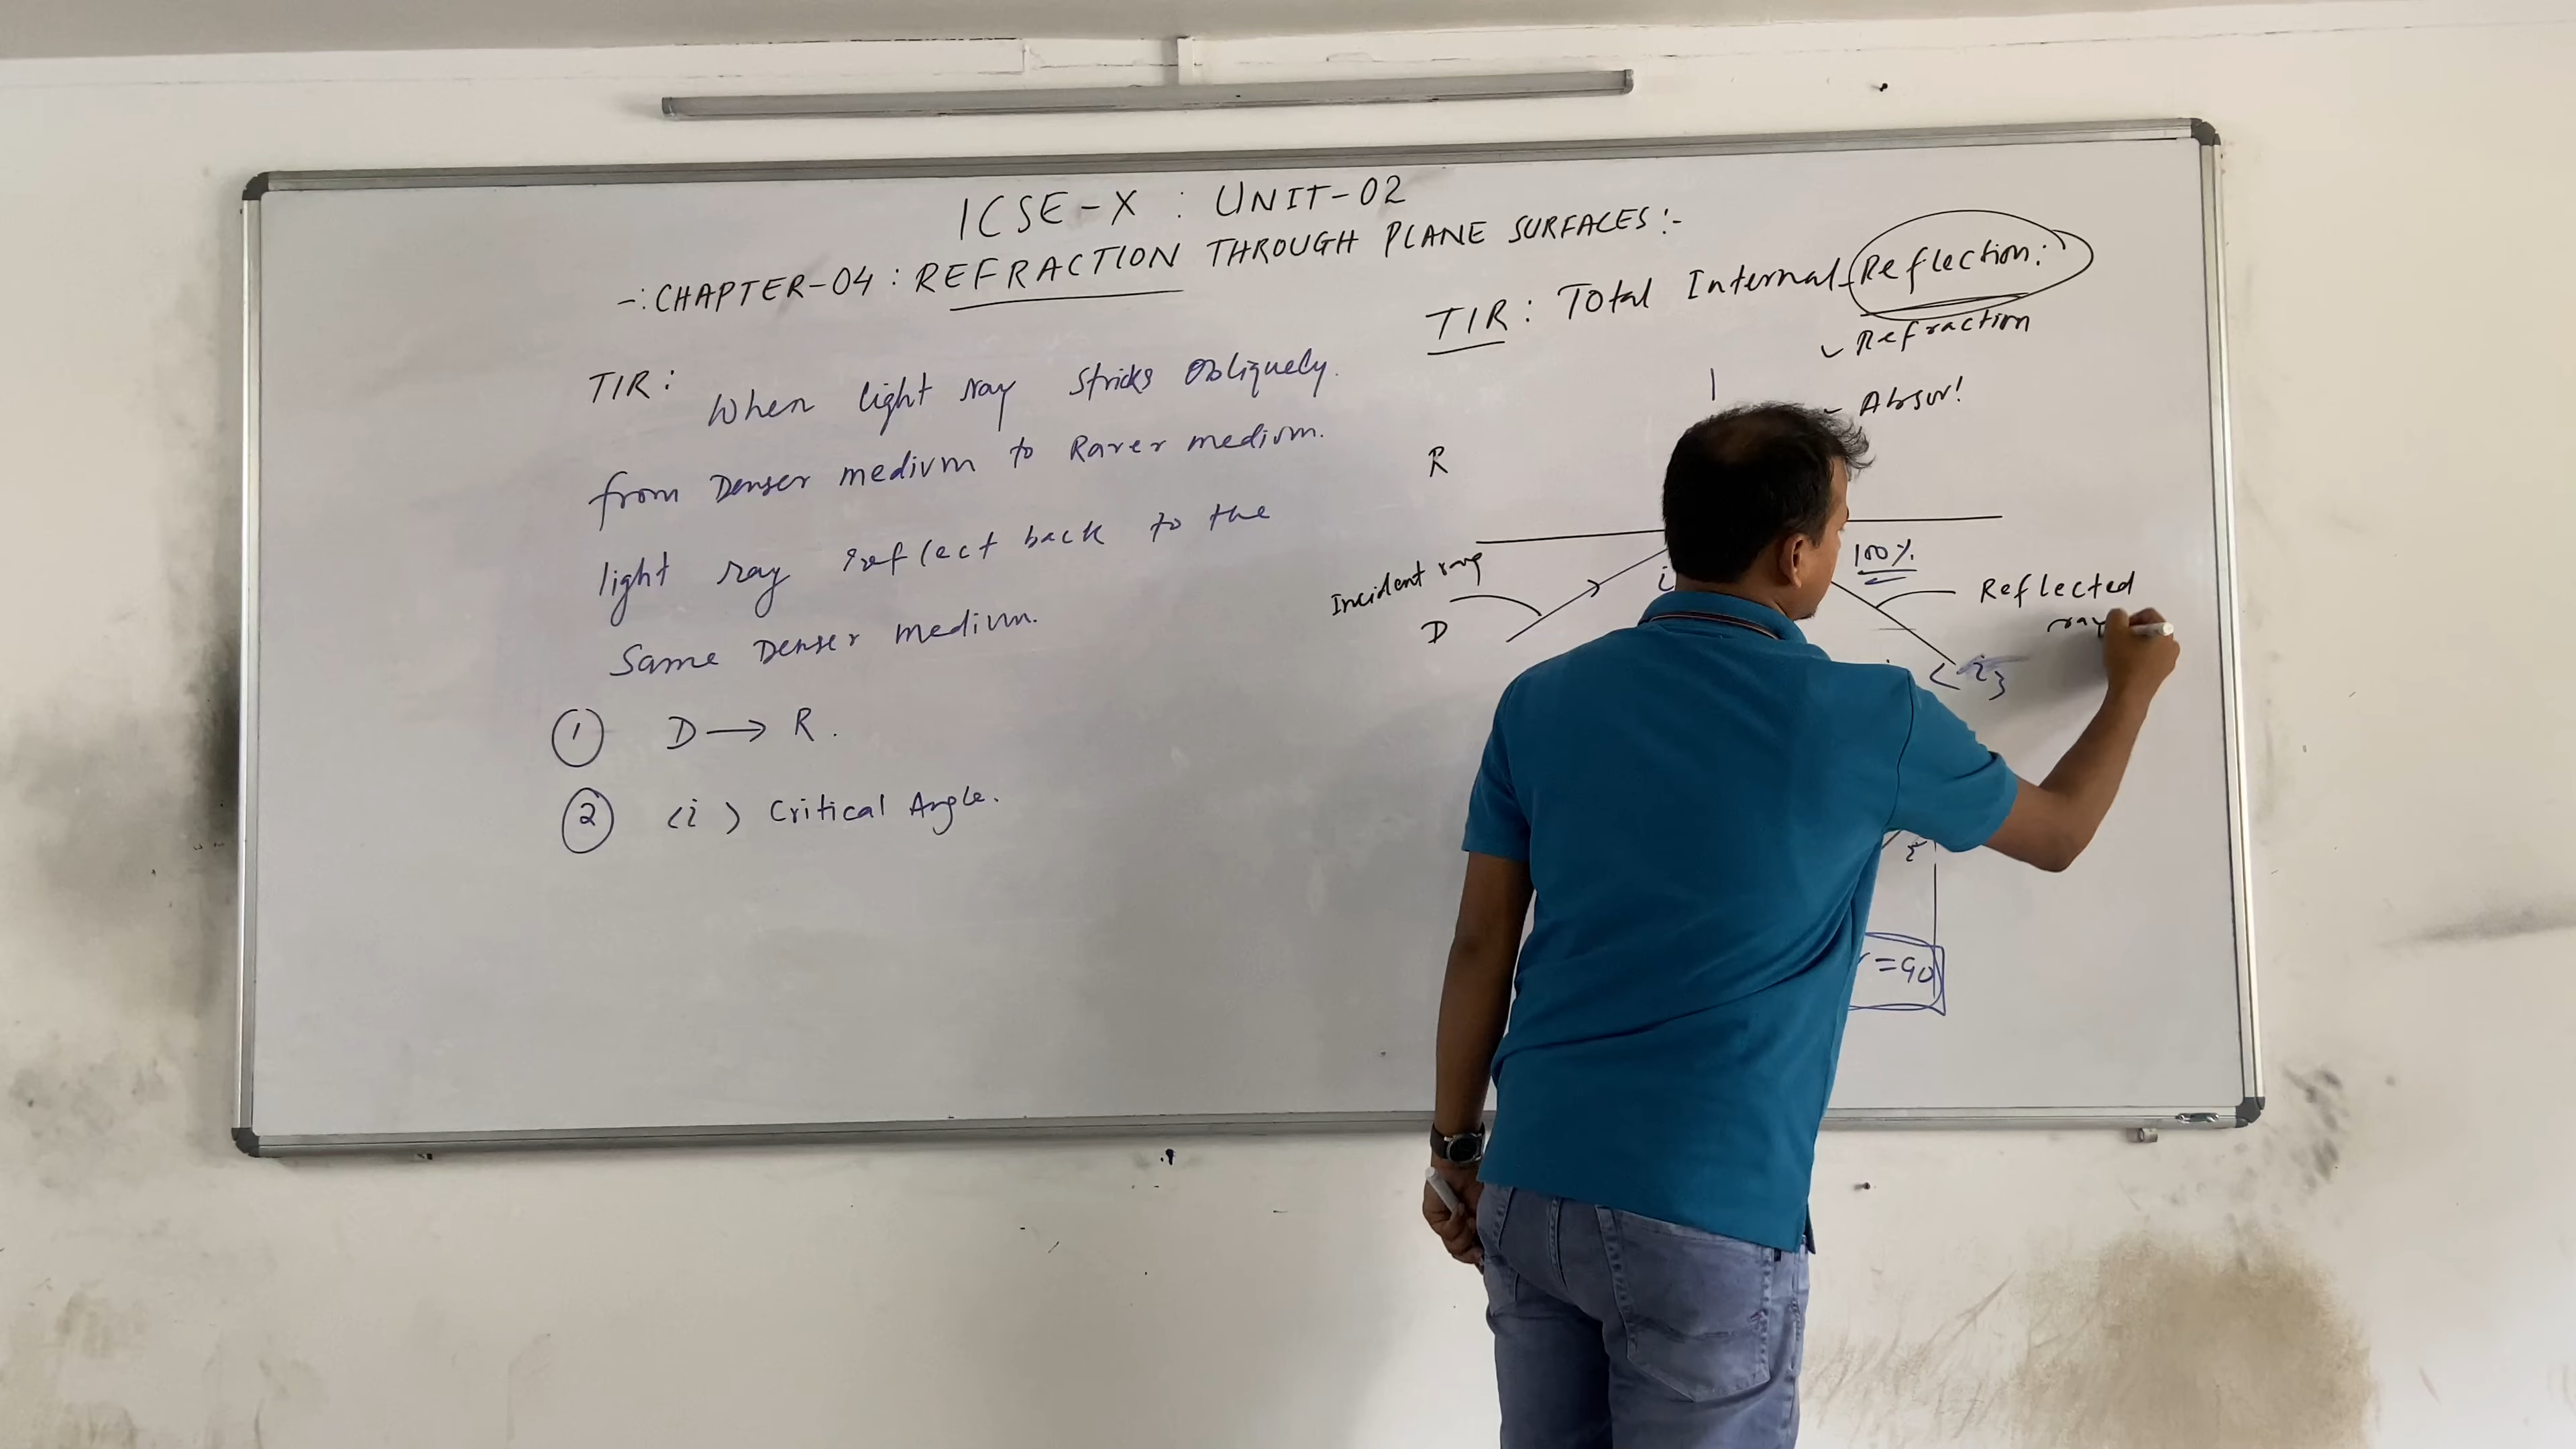 ICSE-X : UNIT-02
-: CHAPTER-04 : REFRACTION THROUGH PLANE SURFACES :-
TIR : When light ray stricks obliquely.
from Denser medium to Rarer medium.
light ray reflect back to the
Same Denser medium.
1 D → R.
2 <i > Critical Angle.
TIR : Total Internal Reflection :
Refraction
Absor!
R
Incident ray
i
100%
Reflected
ray
D
r = 90